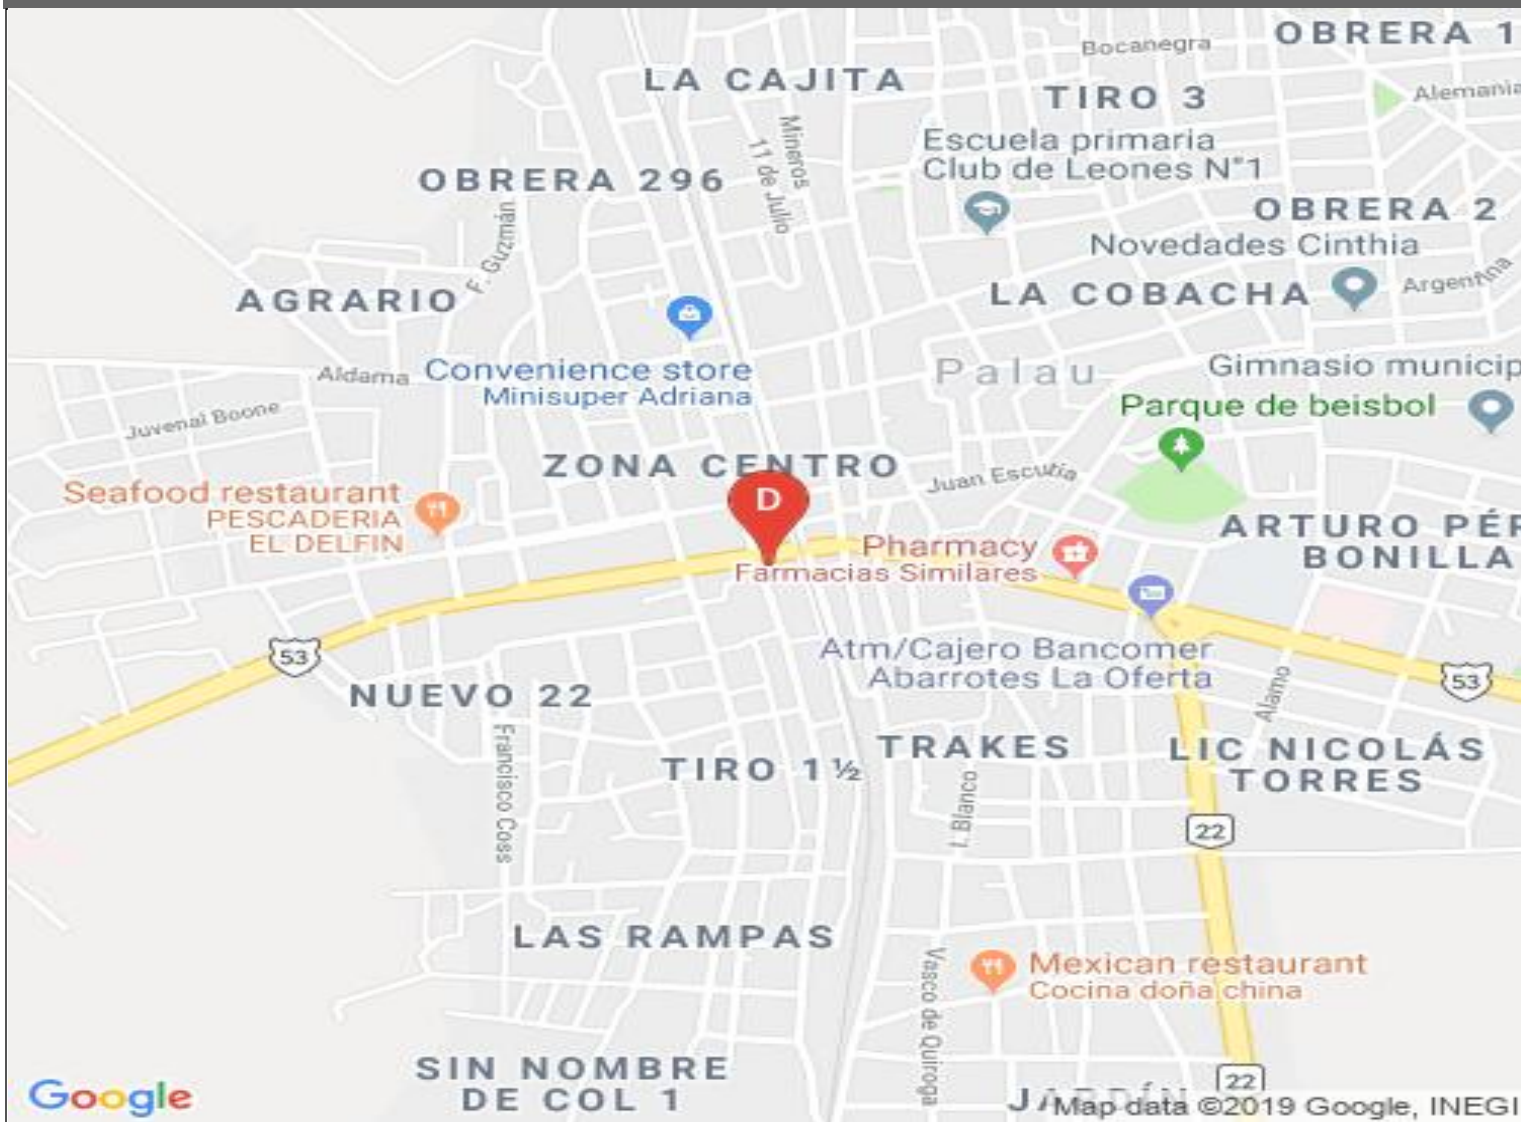 OBRERA 1
Bocanegra
LA CAJITA
TIRO 3
Alemania
Mineros
11 de Julio
Escuela primaria
Club de Leones N°1
OBRERA 296
F. Guzmán
OBRERA 2
Novedades Cinthia
Argentina
LA COBACHA
AGRARIO
Palau
Gimnasio municip
Aldama
Convenience store
Minisuper Adriana
Juvenal Boone
Parque de beisbol
ZONA CENTRO
Juan Escutia
D
Seafood restaurant
PESCADERIA
EL DELFIN
ARTURO PÉR
BONILLA
Pharmacy
Farmacias Similares
53
Atm/Cajero Bancomer
Abarrotes La Oferta
53
Alamo
NUEVO 22
Francisco Coss
TIRO 1½
TRAKES
LIC NICOLÁS
TORRES
I. Blanco
22
LAS RAMPAS
Vasco de Quiroga
Mexican restaurant
Cocina doña china
SIN NOMBRE
DE COL 1
22
JARDÍN
Google
Map data ©2019 Google, INEGI